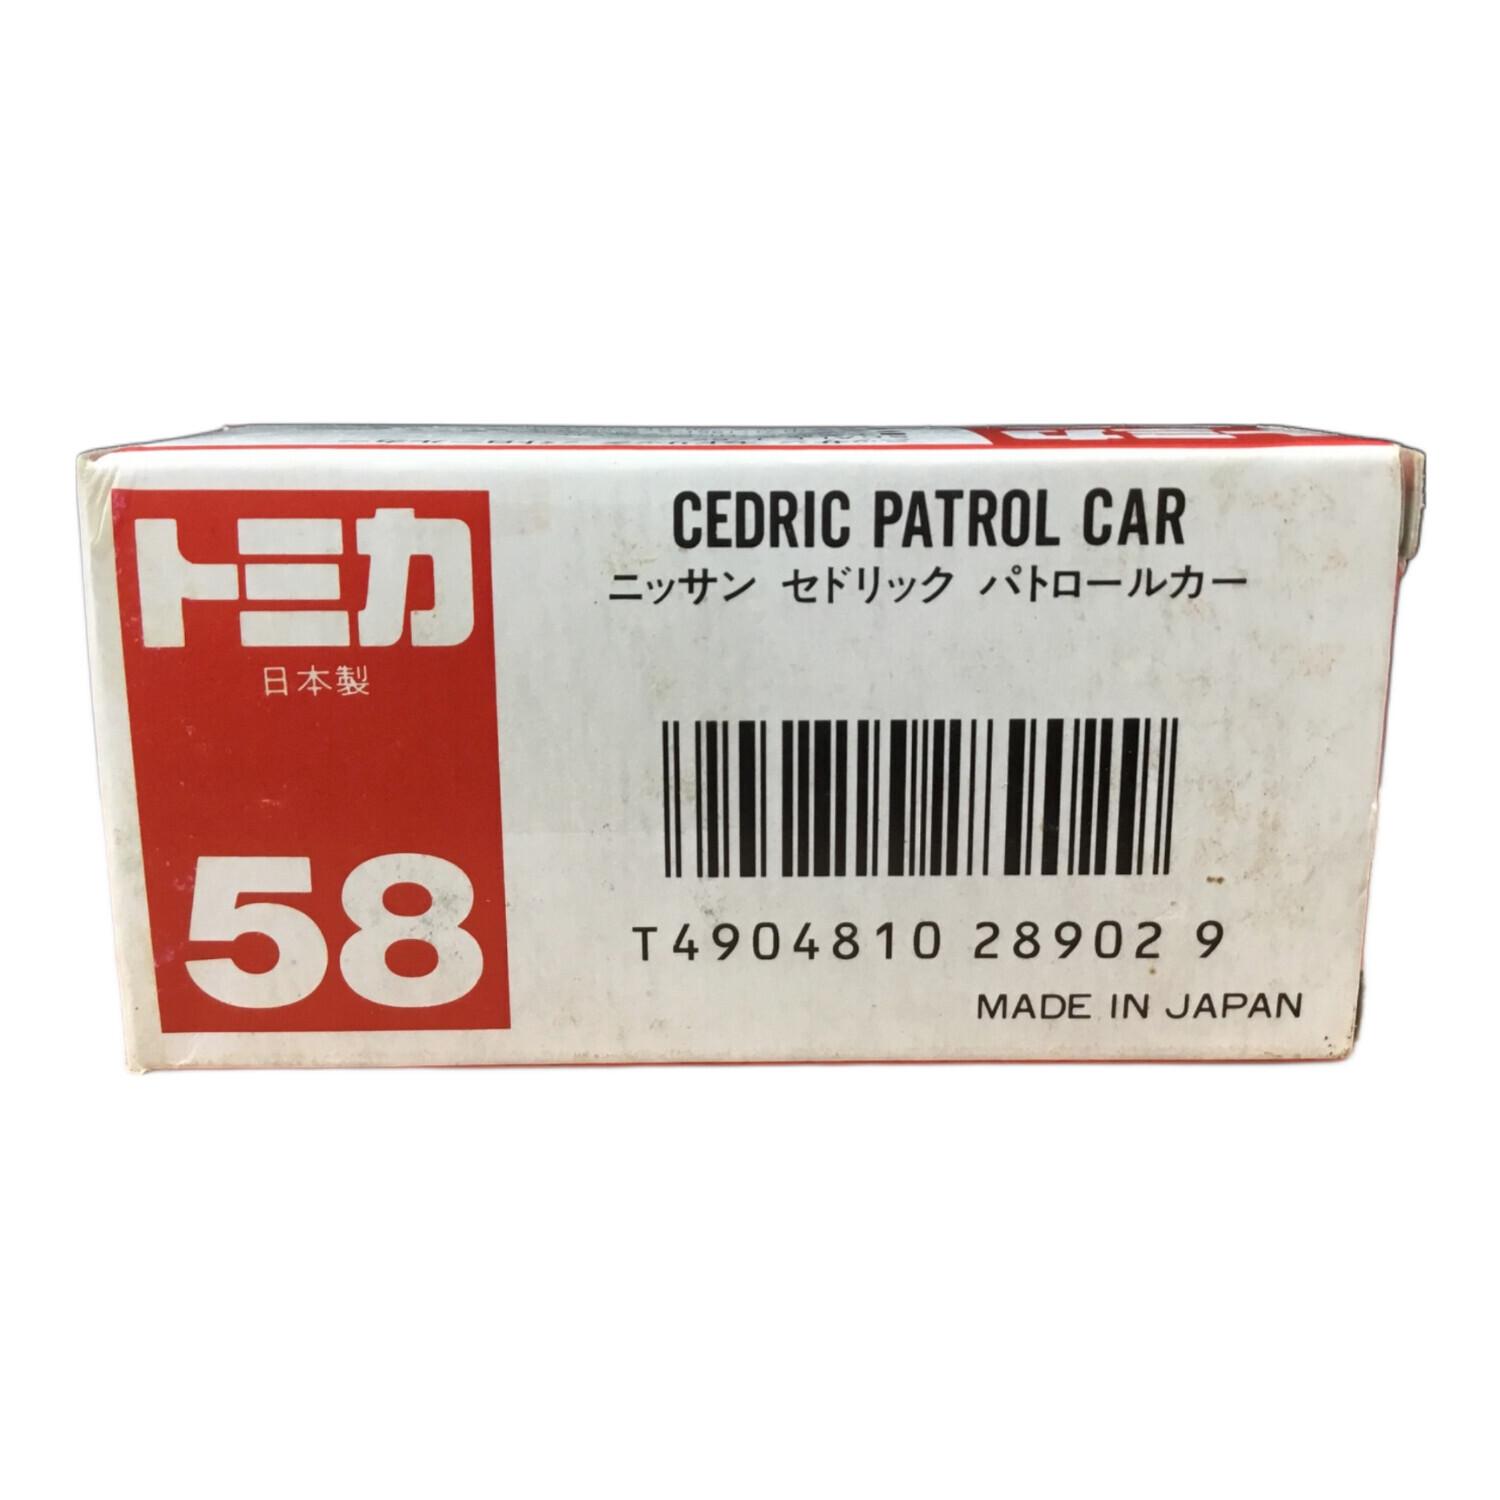 トミカ
日本製
58
CEDRIC PATROL CAR
ニッサン セドリック パトロールカー
T4904810 28902 9
MADE IN JAPAN